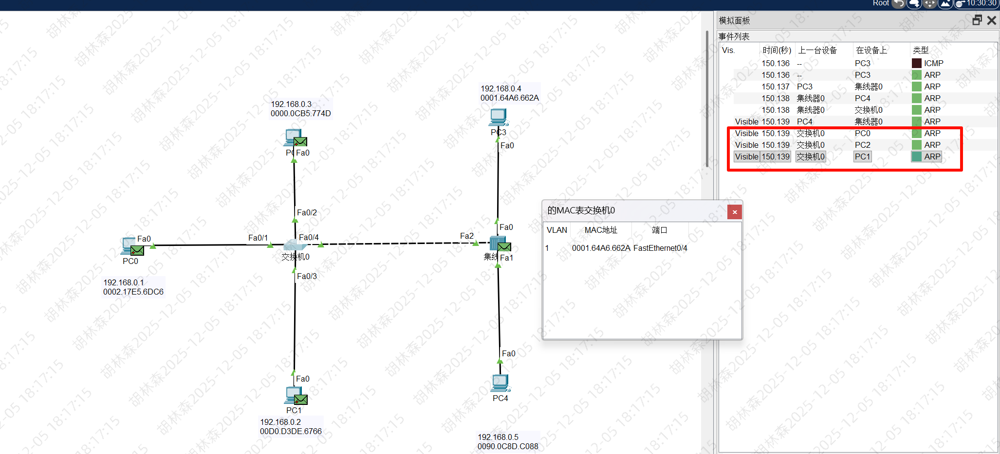 Root 10:30:30
模拟面板
事件列表
Vis. 时间(秒) 上一台设备 在设备上 类型
150.136 -- PC3 ICMP
150.136 -- PC3 ARP
150.137 PC3 集线器0 ARP
150.138 集线器0 PC4 ARP
150.138 集线器0 交换机0 ARP
Visible 150.139 PC4 集线器0 ARP
Visible 150.139 交换机0 PC0 ARP
Visible 150.139 交换机0 PC2 ARP
Visible 150.139 交换机0 PC1 ARP
192.168.0.4
0001.64A6.662A
PC3
Fa0
192.168.0.3
0000.0CB5.774D
Fa0
Fa0/2
Fa0
PC0
Fa0/1
Fa0/4
交换机0
Fa0/3
192.168.0.1
0002.17E5.6DC6
Fa2
Fa0
集线
Fa1
Fa0
PC1
192.168.0.2
00D0.D3DE.6766
Fa0
PC4
192.168.0.5
0090.0C8D.C088
的MAC表交换机0
VLAN MAC地址 端口
1 0001.64A6.662A FastEthernet0/4
胡林森2025-12-05 18:17:15